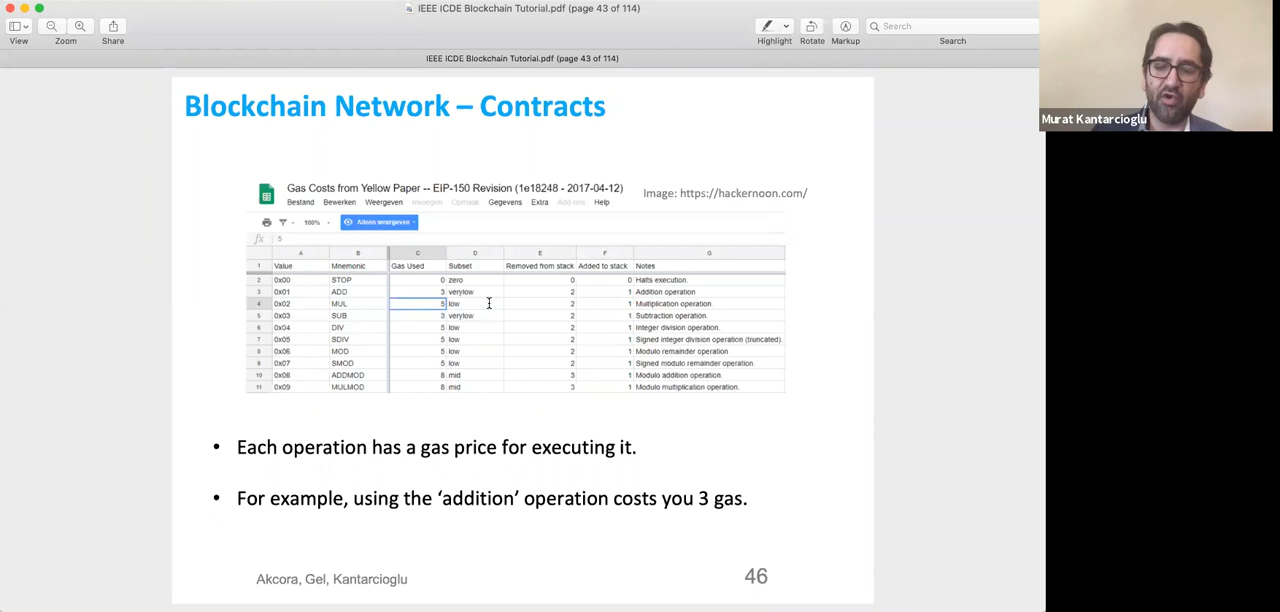 IEEE ICDE Blockchain Tutorial.pdf (page 43 of 114)
View Zoom Share Highlight Rotate Markup Search
Search
IEEE ICDE Blockchain Tutorial.pdf (page 43 of 114)
Murat Kantarcioglu
Blockchain Network – Contracts
Gas Costs from Yellow Paper -- EIP-150 Revision (1e18248 - 2017-04-12)
Image: https://hackernoon.com/
Bestand Bewerken Weergeven Invoegen Opmaak Gegevens Extra Add-ons Help
100% Alleen weergeven
fx 5
A B C D E F G
1 Value Mnemonic Gas Used Subset Removed from stack Added to stack Notes
2 0x00 STOP 0 zero 0 0 Halts execution.
3 0x01 ADD 3 verylow 2 1 Addition operation
4 0x02 MUL 5 low 2 1 Multiplication operation.
5 0x03 SUB 3 verylow 2 1 Subtraction operation.
6 0x04 DIV 5 low 2 1 Integer division operation.
7 0x05 SDIV 5 low 2 1 Signed integer division operation (truncated).
8 0x06 MOD 5 low 2 1 Modulo remainder operation
9 0x07 SMOD 5 low 2 1 Signed modulo remainder operation.
10 0x08 ADDMOD 8 mid 3 1 Modulo addition operation.
11 0x09 MULMOD 8 mid 3 1 Modulo multiplication operation.
• Each operation has a gas price for executing it.
• For example, using the ‘addition’ operation costs you 3 gas.
Akcora, Gel, Kantarcioglu
46